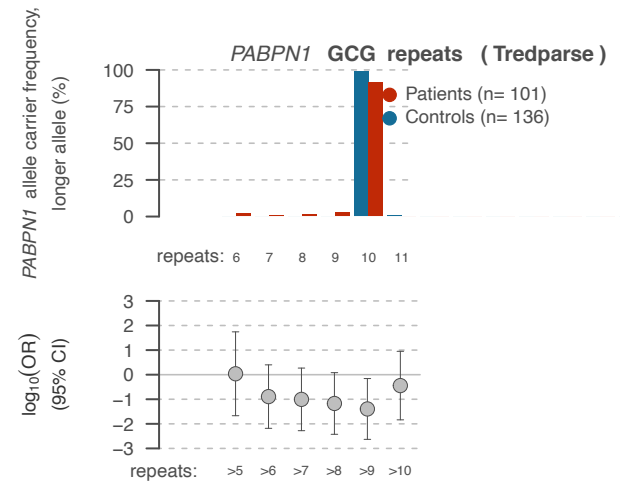 PABPN1 GCG repeats ( Tredparse )
PABPN1 allele carrier frequency,
longer allele (%)
100
75
50
25
0
Patients (n= 101)
Controls (n= 136)
repeats: 6 7 8 9 10 11
log10(OR)
(95% CI)
3
2
1
0
−1
−2
−3
repeats: >5 >6 >7 >8 >9 >10